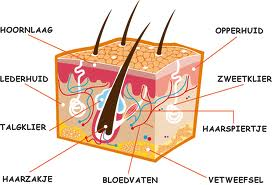 HOORNLAAG
OPPERHUID
LEDERHUID
ZWEETKLIER
TALGKLIER
HAARSPIERTJE
HAARZAKJE
BLOEDVATEN
VETWEEFSEL